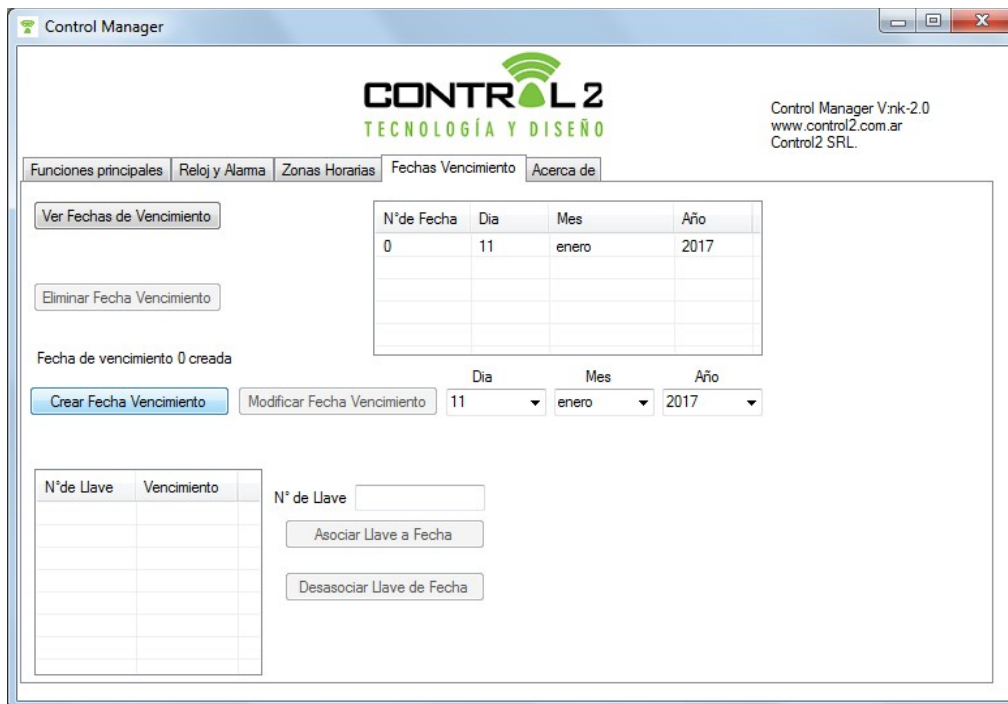 Control Manager
CONTROL 2
TECNOLOGÍA Y DISEÑO
Control Manager V:nk-2.0
www.control2.com.ar
Control2 SRL.
Funciones principales Reloj y Alarma Zonas Horarias Fechas Vencimiento Acerca de
Ver Fechas de Vencimiento
N°de Fecha Dia Mes Año
0 11 enero 2017
Eliminar Fecha Vencimiento
Fecha de vencimiento 0 creada
Dia Mes Año
Crear Fecha Vencimiento Modificar Fecha Vencimiento 11 enero 2017
N°de Llave Vencimiento
N° de Llave
Asociar Llave a Fecha
Desasociar Llave de Fecha